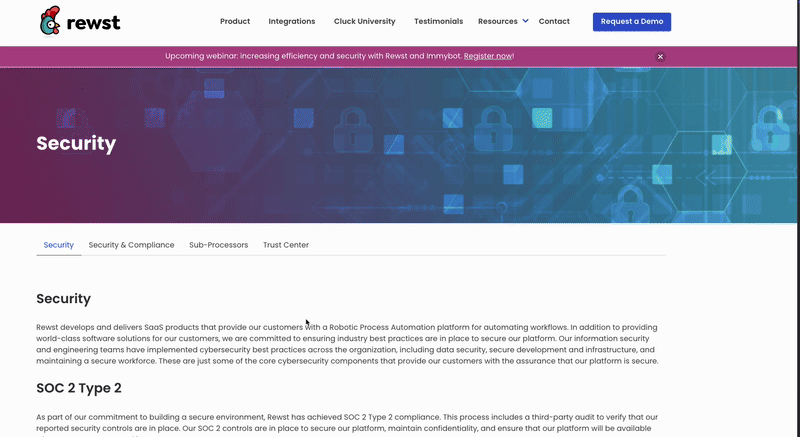 rewst
Product Integrations Cluck University Testimonials Resources Contact Request a Demo
Upcoming webinar: increasing efficiency and security with Rewst and Immybot. Register now!
Security
Security Security & Compliance Sub-Processors Trust Center
Security
Rewst develops and delivers SaaS products that provide our customers with a Robotic Process Automation platform for automating workflows. In addition to providing
world-class software solutions for our customers, we are committed to ensuring industry best practices are in place to secure our platform. Our information security
and engineering teams have implemented cybersecurity best practices across the organization, including data security, secure development and infrastructure, and
maintaining a secure workforce. These are just some of the core cybersecurity components that provide our customers with the assurance that our platform is secure.
SOC 2 Type 2
As part of our commitment to building a secure environment, Rewst has achieved SOC 2 Type 2 compliance. This process includes a third-party audit to verify that our
reported security controls are in place. Our SOC 2 controls are in place to secure our platform, maintain confidentiality, and ensure that our platform will be available